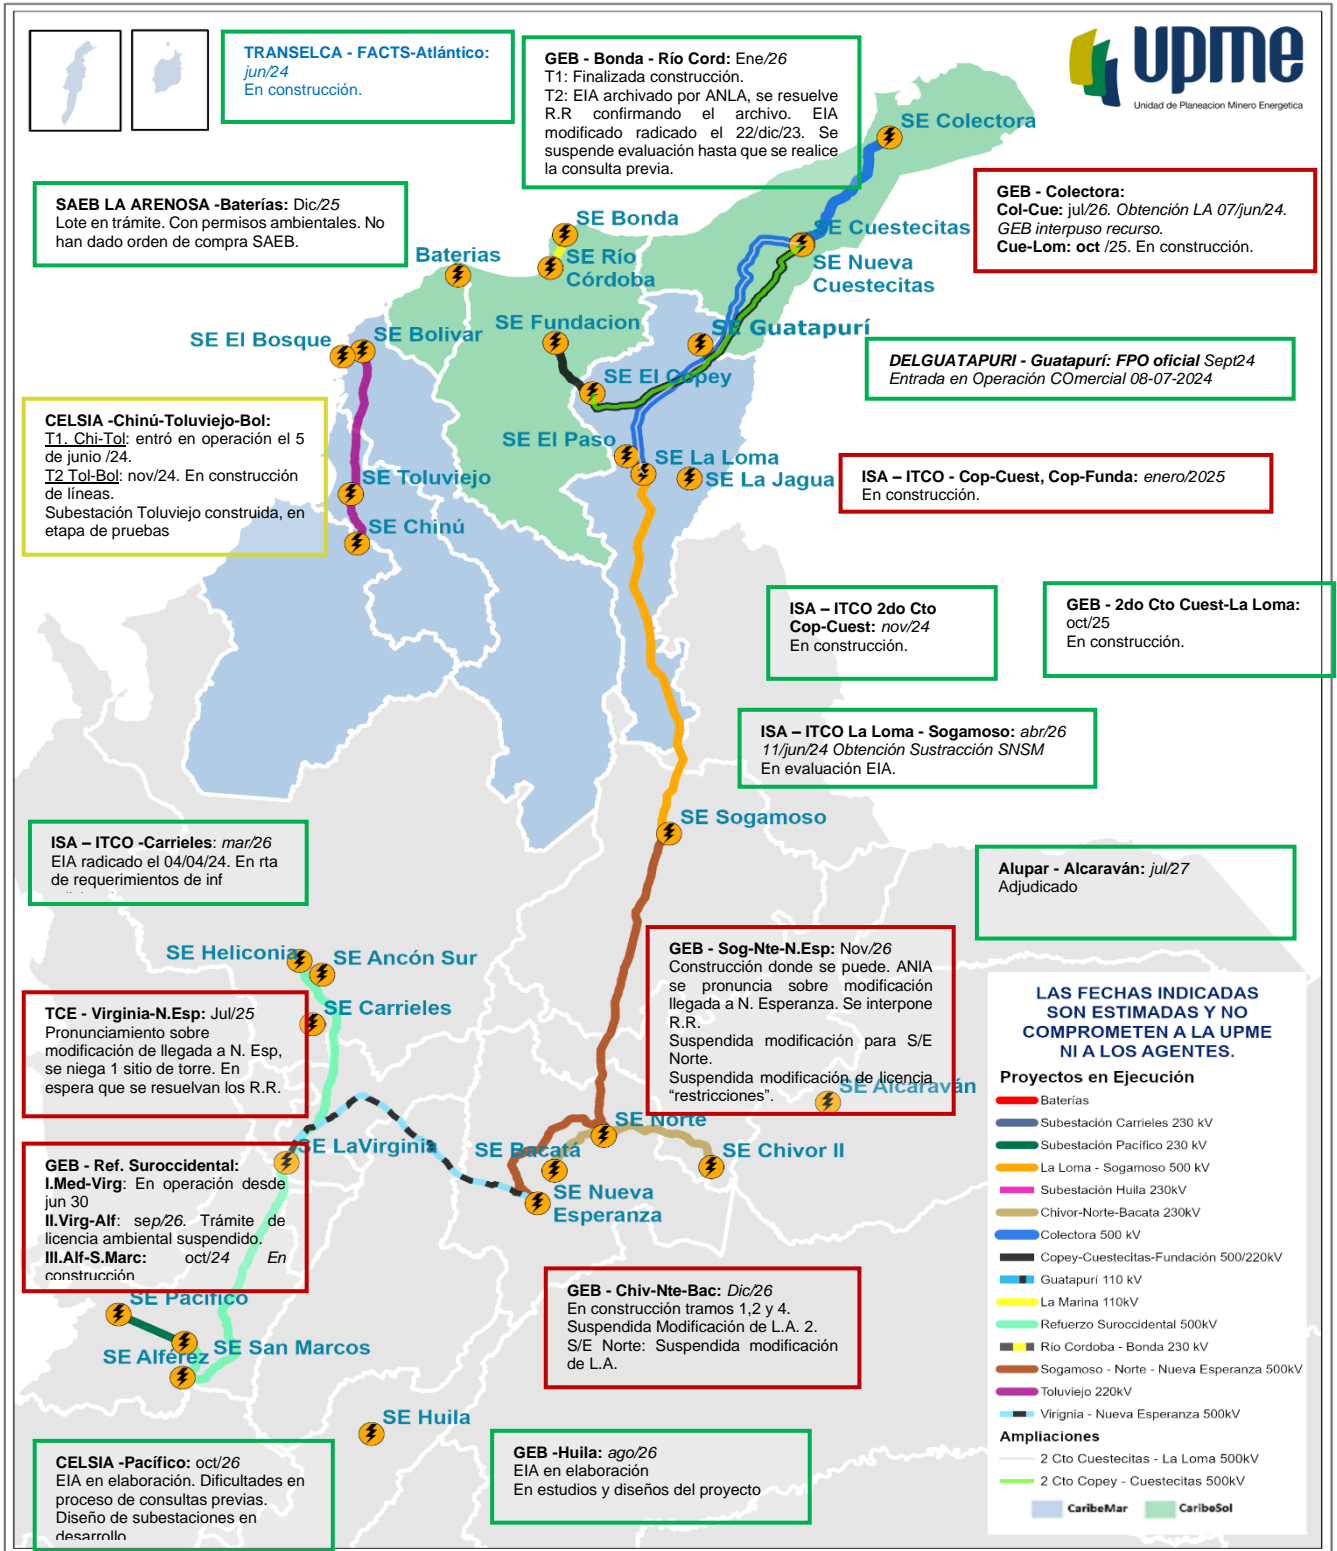 TRANSELCA - FACTS-Atlántico:
jun/24
En construcción.
GEB - Bonda - Río Cord: Ene/26
T1: Finalizada construcción.
T2: EIA archivado por ANLA, se resuelve
R.R confirmando el archivo. EIA
modificado radicado el 22/dic/23. Se
suspende evaluación hasta que se realice
la consulta previa.
upme
Unidad de Planeacion Minero Energetica
SE Colectora
SAEB LA ARENOSA -Baterías: Dic/25
Lote en trámite. Con permisos ambientales. No
han dado orden de compra SAEB.
GEB - Colectora:
Col-Cue: jul/26. Obtención LA 07/jun/24.
GEB interpuso recurso.
Cue-Lom: oct /25. En construcción.
SE Bonda
SE Cuestecitas
Baterias
SE Río
Córdoba
SE Nueva
Cuestecitas
SE Fundacion
SE Guatapurí
SE El Bosque
SE Bolivar
DELGUATAPURI - Guatapurí: FPO oficial Sept24
Entrada en Operación COmercial 08-07-2024
SE El Copey
CELSIA -Chinú-Toluviejo-Bol:
T1. Chi-Tol: entró en operación el 5
de junio /24.
T2 Tol-Bol: nov/24. En construcción
de líneas.
Subestación Toluviejo construida, en
etapa de pruebas
SE El Paso
SE La Loma
SE La Jagua
SE Toluviejo
SE Chinú
ISA – ITCO - Cop-Cuest, Cop-Funda: enero/2025
En construcción.
ISA – ITCO 2do Cto
Cop-Cuest: nov/24
En construcción.
GEB - 2do Cto Cuest-La Loma:
oct/25
En construcción.
ISA – ITCO La Loma - Sogamoso: abr/26
11/jun/24 Obtención Sustracción SNSM
En evaluación EIA.
SE Sogamoso
ISA – ITCO -Carrieles: mar/26
EIA radicado el 04/04/24. En rta
de requerimientos de inf
Alupar - Alcaraván: jul/27
Adjudicado
SE Heliconia
SE Ancón Sur
SE Carrieles
GEB - Sog-Nte-N.Esp: Nov/26
Construcción donde se puede. ANIA
se pronuncia sobre modificación
llegada a N. Esperanza. Se interpone
R.R.
Suspendida modificación para S/E
Norte.
Suspendida modificación de licencia
“restricciones”.
TCE - Virginia-N.Esp: Jul/25
Pronunciamiento sobre
modificación de llegada a N. Esp,
se niega 1 sitio de torre. En
espera que se resuelvan los R.R.
SE Alcaraván
SE Norte
SE LaVirginia
SE Bacatá
SE Chivor II
SE Nueva
Esperanza
GEB - Ref. Suroccidental:
I.Med-Virg: En operación desde
jun 30
II.Virg-Alf: sep/26. Trámite de
licencia ambiental suspendido.
III.Alf-S.Marc: oct/24 En
construcción
SE Pacífico
SE San Marcos
SE Alférez
GEB - Chiv-Nte-Bac: Dic/26
En construcción tramos 1,2 y 4.
Suspendida Modificación de L.A. 2.
S/E Norte: Suspendida modificación
de L.A.
SE Huila
CELSIA -Pacífico: oct/26
EIA en elaboración. Dificultades en
proceso de consultas previas.
Diseño de subestaciones en
desarrollo
GEB -Huila: ago/26
EIA en elaboración
En estudios y diseños del proyecto
LAS FECHAS INDICADAS
SON ESTIMADAS Y NO
COMPROMETEN A LA UPME
NI A LOS AGENTES.
Proyectos en Ejecución
Baterías
Subestación Carrieles 230 kV
Subestación Pacífico 230 kV
La Loma - Sogamoso 500 kV
Subestación Huila 230kV
Chivor-Norte-Bacata 230kV
Colectora 500 kV
Copey-Cuestecitas-Fundación 500/220kV
Guatapurí 110 kV
La Marina 110kV
Refuerzo Suroccidental 500kV
Río Cordoba - Bonda 230 kV
Sogamoso - Norte - Nueva Esperanza 500kV
Toluviejo 220kV
Virignia - Nueva Esperanza 500kV
Ampliaciones
2 Cto Cuestecitas - La Loma 500kV
2 Cto Copey - Cuestecitas 500kV
CaribeMar
CaribeSol